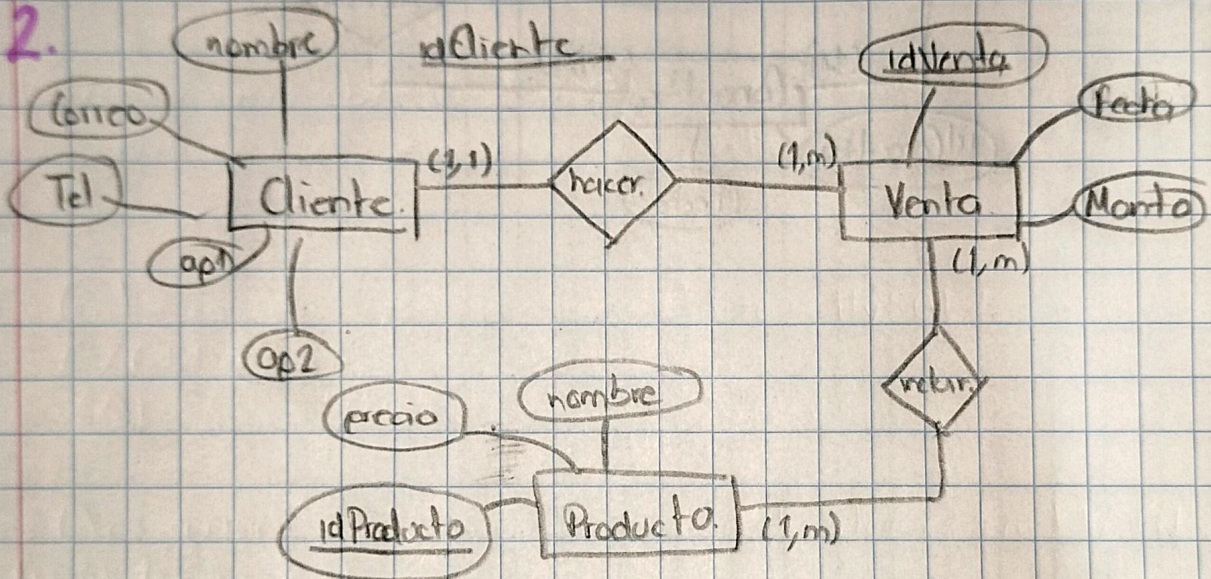 2.
nombre
idCliente
idVenta
Correo
fecha
Tel
Cliente.
(1,1)
hacer.
(1,m)
Venta
Monto
ap1
(1,m)
ap2
nombre
precio
idProducto
Producto.
(1,m)